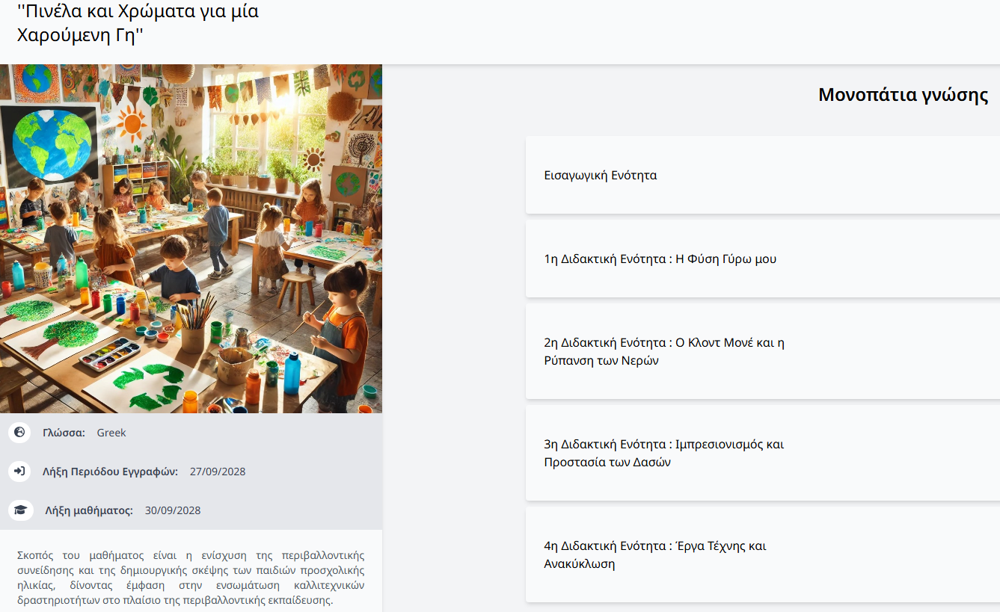 ''Πινέλα και Χρώματα για μία
Χαρούμενη Γη''
Γλώσσα: Greek
Λήξη Περιόδου Εγγραφών: 27/09/2028
Λήξη μαθήματος: 30/09/2028
Σκοπός του μαθήματος είναι η ενίσχυση της περιβαλλοντικής
συνείδησης και της δημιουργικής σκέψης των παιδιών προσχολικής
ηλικίας, δίνοντας έμφαση στην ενσωμάτωση καλλιτεχνικών
δραστηριοτήτων στο πλαίσιο της περιβαλλοντικής εκπαίδευσης.
Μονοπάτια γνώσης
Εισαγωγική Ενότητα
1η Διδακτική Ενότητα : Η Φύση Γύρω μου
2η Διδακτική Ενότητα : Ο Κλοντ Μονέ και η
Ρύπανση των Νερών
3η Διδακτική Ενότητα : Ιμπρεσιονισμός και
Προστασία των Δασών
4η Διδακτική Ενότητα : Έργα Τέχνης και
Ανακύκλωση